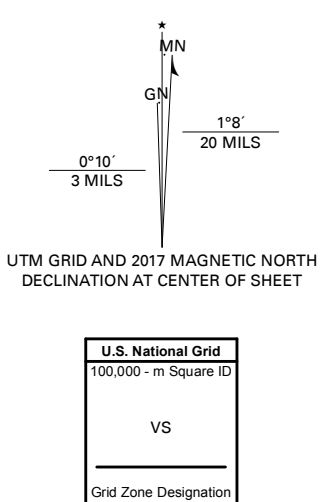 ★
MN
GN
1°8´
20 MILS
0°10´
3 MILS
UTM GRID AND 2017 MAGNETIC NORTH
DECLINATION AT CENTER OF SHEET
U.S. National Grid
100,000 - m Square ID
VS
Grid Zone Designation